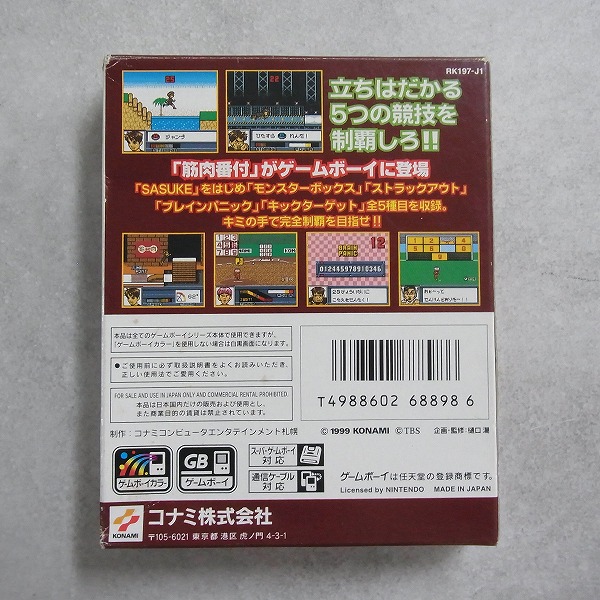 RK197-J1
立ちはだかる
5つの競技を
制覇しろ!!
「筋肉番付」がゲームボーイに登場
「SASUKE」をはじめ「モンスターボックス」「ストラックアウト」
「ブレインパニック」「キックターゲット」全5種目を収録。
キミの手で完全制覇を目指せ!!
22
ジャンプ
12
BRAIN
PANIC
01244578910346
62°
本品は全てのゲームボーイシリーズ本体で使用できますが、
「ゲームボーイカラー」を使用しない場合は白黒画面になります。
●ご使用前に必ず取扱説明書をよくお読みいただき、
正しい使用法でご愛用ください。
FOR SALE AND USE IN JAPAN ONLY AND COMMERCIAL RENTAL PROHIBITED.
本品は日本国内だけの販売および使用とし、
また商業目的の賃貸は禁止されています。
T4988602 68898 6
制作:コナミコンピュータエンタテインメント札幌
©1999 KONAMI ©TBS 企画・監修:樋口潮
ゲームボーイカラー
GB
ゲームボーイ
スーパーゲームボーイ
対応
通信ケーブル
対応
ゲームボーイは任天堂の登録商標です。
Licensed by NINTENDO MADE IN JAPAN
KONAMI
コナミ株式会社
〒105-6021 東京都 港区 虎ノ門 4-3-1